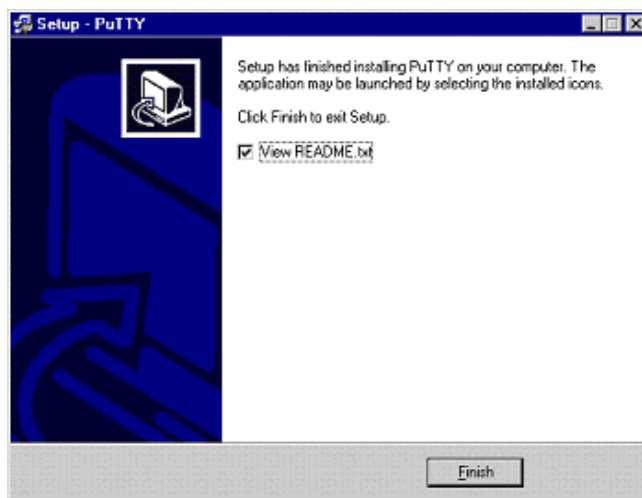 Setup - PuTTY
Setup has finished installing PuTTY on your computer. The
application may be launched by selecting the installed icons.
Click Finish to exit Setup.
View README.txt
Finish